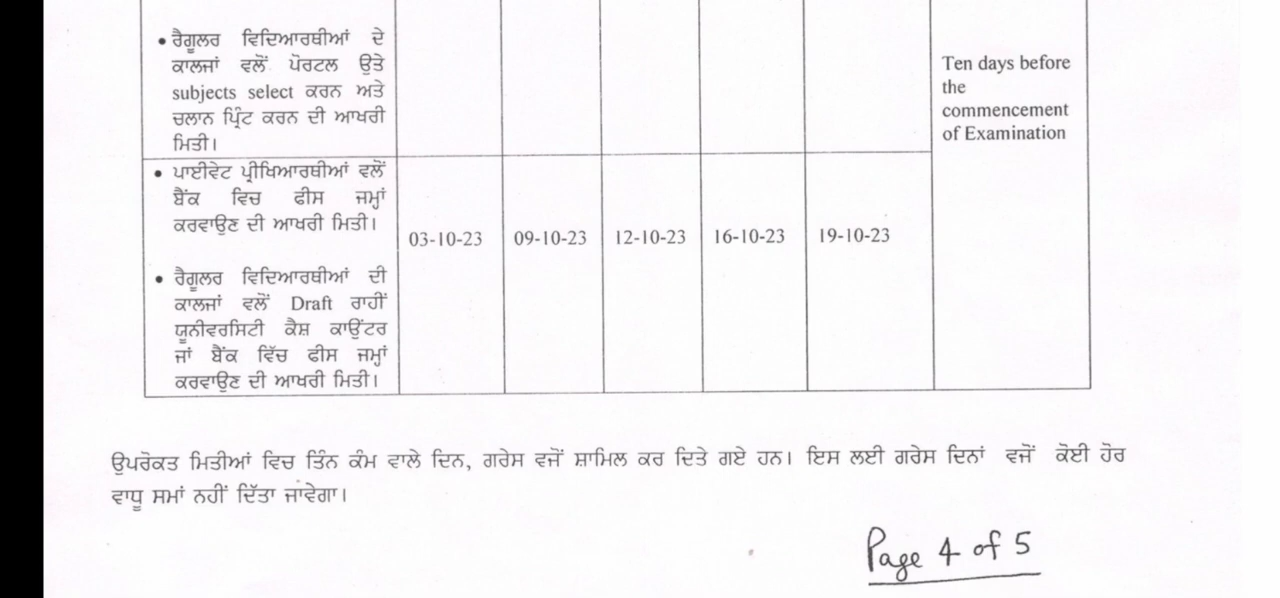 • ਰੈਗੂਲਰ ਵਿਦਿਆਰਥੀਆਂ ਦੇ
ਕਾਲਜਾਂ ਵਲੋਂ ਪੋਰਟਲ ਉਤੇ
subjects select ਕਰਨ ਅਤੇ
ਚਲਾਨ ਪ੍ਰਿੰਟ ਕਰਨ ਦੀ ਆਖਰੀ
ਮਿਤੀ।
Ten days before
the
commencement
of Examination
• ਪਾਈਵੇਟ ਪ੍ਰੀਖਿਆਰਥੀਆਂ ਵਲੋਂ
ਬੈਂਕ ਵਿਚ ਫੀਸ ਜਮ੍ਹਾਂ
ਕਰਵਾਉਣ ਦੀ ਆਖਰੀ ਮਿਤੀ।
• ਰੈਗੂਲਰ ਵਿਦਿਆਰਥੀਆਂ ਦੀ
ਕਾਲਜਾਂ ਵਲੋਂ Draft ਰਾਹੀਂ
ਯੂਨੀਵਰਸਿਟੀ ਕੈਸ਼ ਕਾਉਂਟਰ
ਜਾਂ ਬੈਂਕ ਵਿੱਚ ਫੀਸ ਜਮ੍ਹਾਂ
ਕਰਵਾਉਣ ਦੀ ਆਖਰੀ ਮਿਤੀ।
03-10-23 09-10-23 12-10-23 16-10-23 19-10-23
ਉਪਰੋਕਤ ਮਿਤੀਆਂ ਵਿਚ ਤਿੰਨ ਕੰਮ ਵਾਲੇ ਦਿਨ, ਗਰੇਸ ਵਜੋਂ ਸ਼ਾਮਿਲ ਕਰ ਦਿਤੇ ਗਏ ਹਨ। ਇਸ ਲਈ ਗਰੇਸ ਦਿਨਾਂ ਵਜੋਂ ਕੋਈ ਹੋਰ
ਵਾਧੂ ਸਮਾਂ ਨਹੀਂ ਦਿੱਤਾ ਜਾਂਵੇਗਾ।
Page 4 of 5